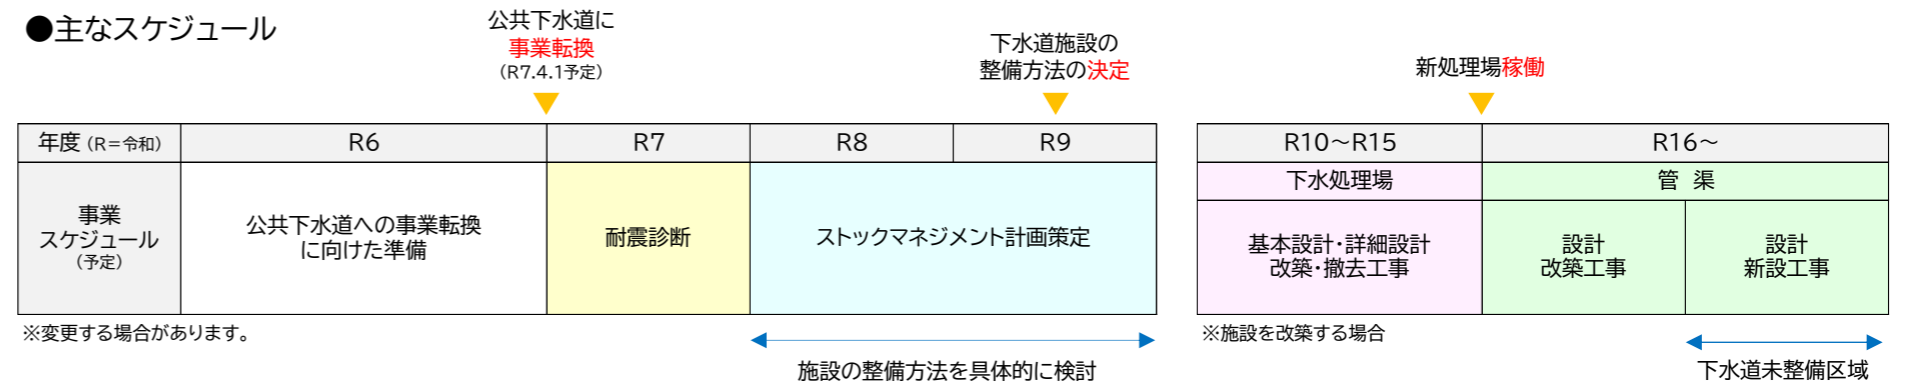 ●主なスケジュール
公共下水道に
事業転換
（R7.4.1予定）
下水道施設の
整備方法の決定
新処理場稼働
年度（R＝令和）
R6
R7
R8
R9
R10～R15
R16～
事業
スケジュール
（予定）
公共下水道への事業転換
に向けた準備
耐震診断
ストックマネジメント計画策定
下水処理場
管 渠
基本設計・詳細設計
改築・撤去工事
設計
改築工事
設計
新設工事
※変更する場合があります。
施設の整備方法を具体的に検討
※施設を改築する場合
下水道未整備区域